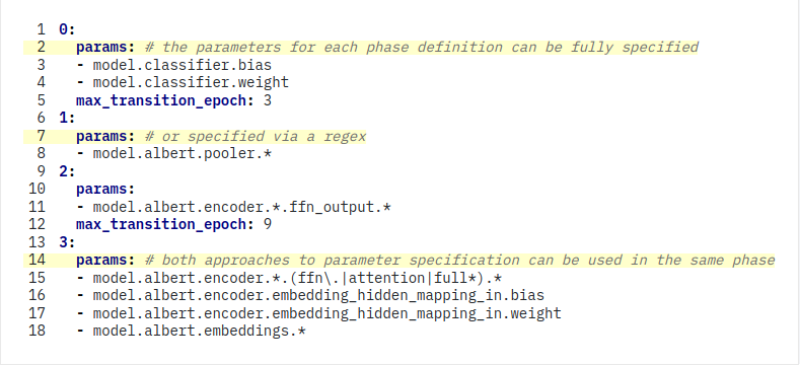 1 0:
2 params: # the parameters for each phase definition can be fully specified
3 - model.classifier.bias
4 - model.classifier.weight
5 max_transition_epoch: 3
6 1:
7 params: # or specified via a regex
8 - model.albert.pooler.*
9 2:
10 params:
11 - model.albert.encoder.*.ffn_output.*
12 max_transition_epoch: 9
13 3:
14 params: # both approaches to parameter specification can be used in the same phase
15 - model.albert.encoder.*.(ffn\.|attention|full*).*
16 - model.albert.encoder.embedding_hidden_mapping_in.bias
17 - model.albert.encoder.embedding_hidden_mapping_in.weight
18 - model.albert.embeddings.*